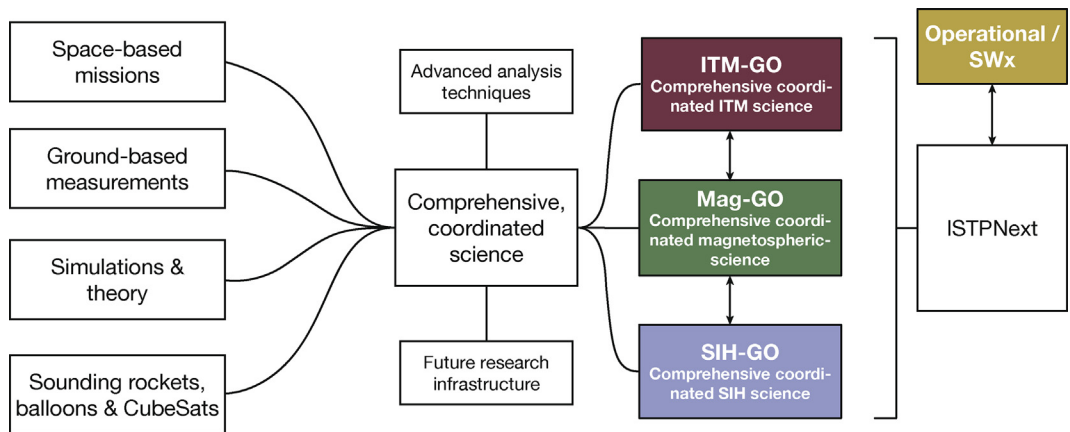 Space-based
missions
Ground-based
measurements
Simulations &
theory
Sounding rockets,
balloons & CubeSats
Advanced analysis
techniques
Comprehensive,
coordinated
science
Future research
infrastructure
ITM-GO
Comprehensive coordi-
nated ITM science
Mag-GO
Comprehensive coordi-
nated magnetospheric-
science
SIH-GO
Comprehensive coordi-
nated SIH science
Operational /
SWx
ISTPNext